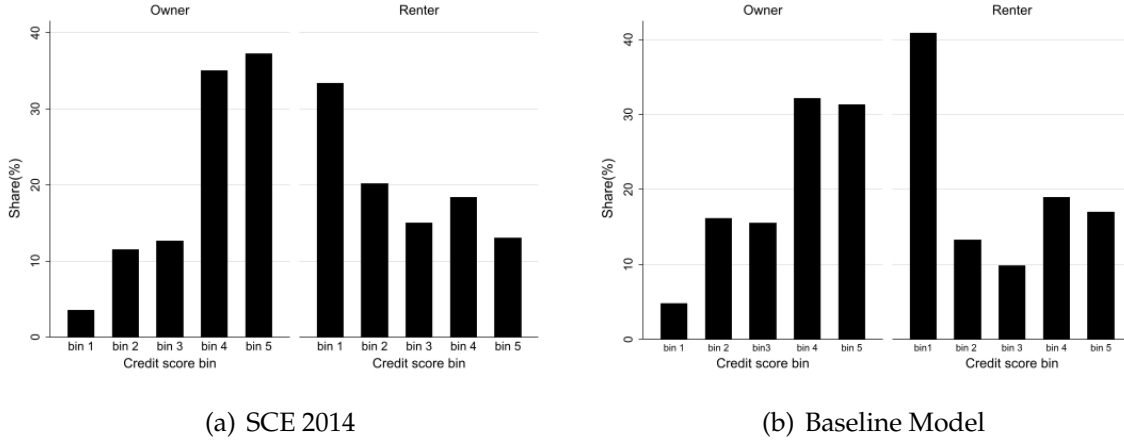 Owner Renter
Share(%)
40
30
20
10
0
bin 1 bin 2 bin 3 bin 4 bin 5 bin 1 bin 2 bin 3 bin 4 bin 5
Credit score bin Credit score bin
(a) SCE 2014
Owner Renter
Share(%)
40
30
20
10
0
bin 1 bin 2 bin3 bin 4 bin 5 bin1 bin 2 bin 3 bin 4 bin 5
Credit score bin Credit score bin
(b) Baseline Model